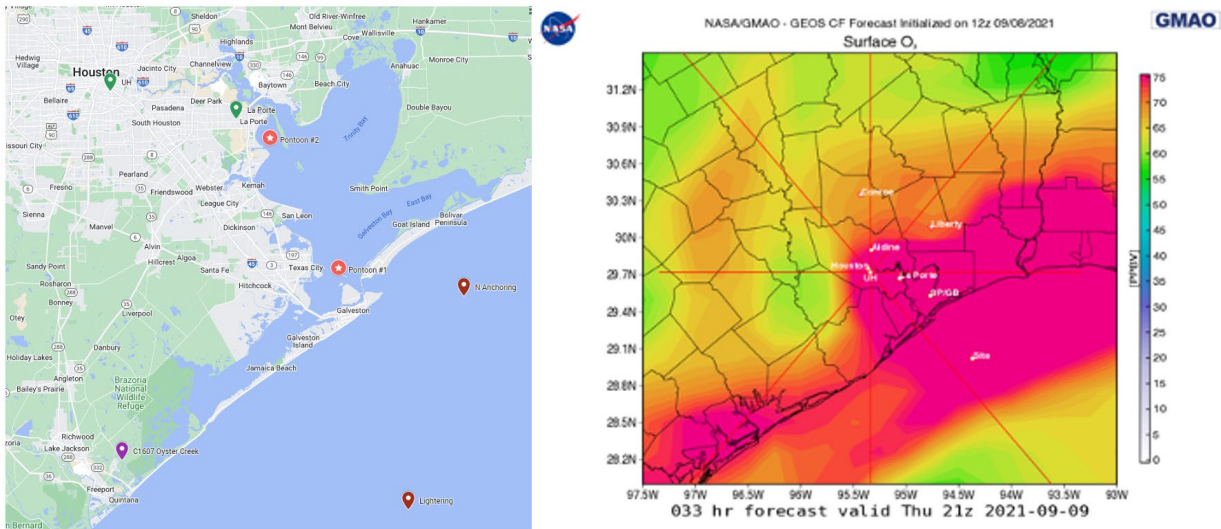 Sheldon
Old River-Winfree
Hankamer
Cove
Wallisville
Highlands
Hedwig Village
Jacinto City
Channelview
Mont Belvieu
Anahuac
Monroe City
Houston
UH
Baytown
Beach City
Bellaire
Deer Park
La Porte
Double Bayou
Pasadena
La Porte
South Houston
Trinity Bay
Pontoon #2
Missouri City
Pearland
Friendswood
Webster
Kemah
Smith Point
Fresno
League City
East Bay
Sienna
San Leon
Galveston Bay
Bolivar
Peninsula
Manvel
Dickinson
Goat Island
Alvin
Hillcrest
Algoa
Santa Fe
Texas City
Pontoon #1
Sandy Point
Rosharon
Hitchcock
N Anchoring
Bonney
Otey
Liverpool
Galveston
Danbury
Galveston
Island
Holiday Lakes
Jamaica Beach
Angleton
Bailey's Prairie
Brazoria
National
Wildlife
Refuge
Richwood
Lake Jackson
C1607 Oyster Creek
Freeport
Quintana
Lightering
NASA
NASA/GMAO - GEOS CF Forecast Initialized on 12z 09/08/2021
GMAO
Surface O₃
31.2N
30.9N
30.6N
30.3N
30N
29.7N
29.4N
29.1N
28.8N
28.5N
28.2N
Conroe
Liberty
Aldine
Houston
UH
La Porte
SP/GB
Site
97.5W 97W 96.5W 96W 95.5W 95W 94.5W 94W 93.5W 93W
75
70
65
60
55
50
45
40
35
30
25
20
15
10
5
0
[ppbv]
033 hr forecast valid Thu 21z 2021-09-09